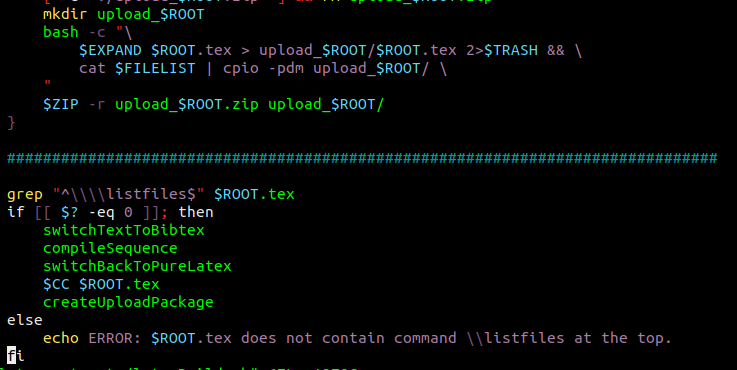 mkdir upload_$ROOT
bash -c "\
$EXPAND $ROOT.tex > upload_$ROOT/$ROOT.tex 2>$TRASH && \
cat $FILELIST | cpio -pdm upload_$ROOT/ \
"
$ZIP -r upload_$ROOT.zip upload_$ROOT/
}
###############################################################################
grep "^\\\\listfiles$" $ROOT.tex
if [[ $? -eq 0 ]]; then
switchTextToBibtex
compileSequence
switchBackToPureLatex
$CC $ROOT.tex
createUploadPackage
else
echo ERROR: $ROOT.tex does not contain command \\listfiles at the top.
fi